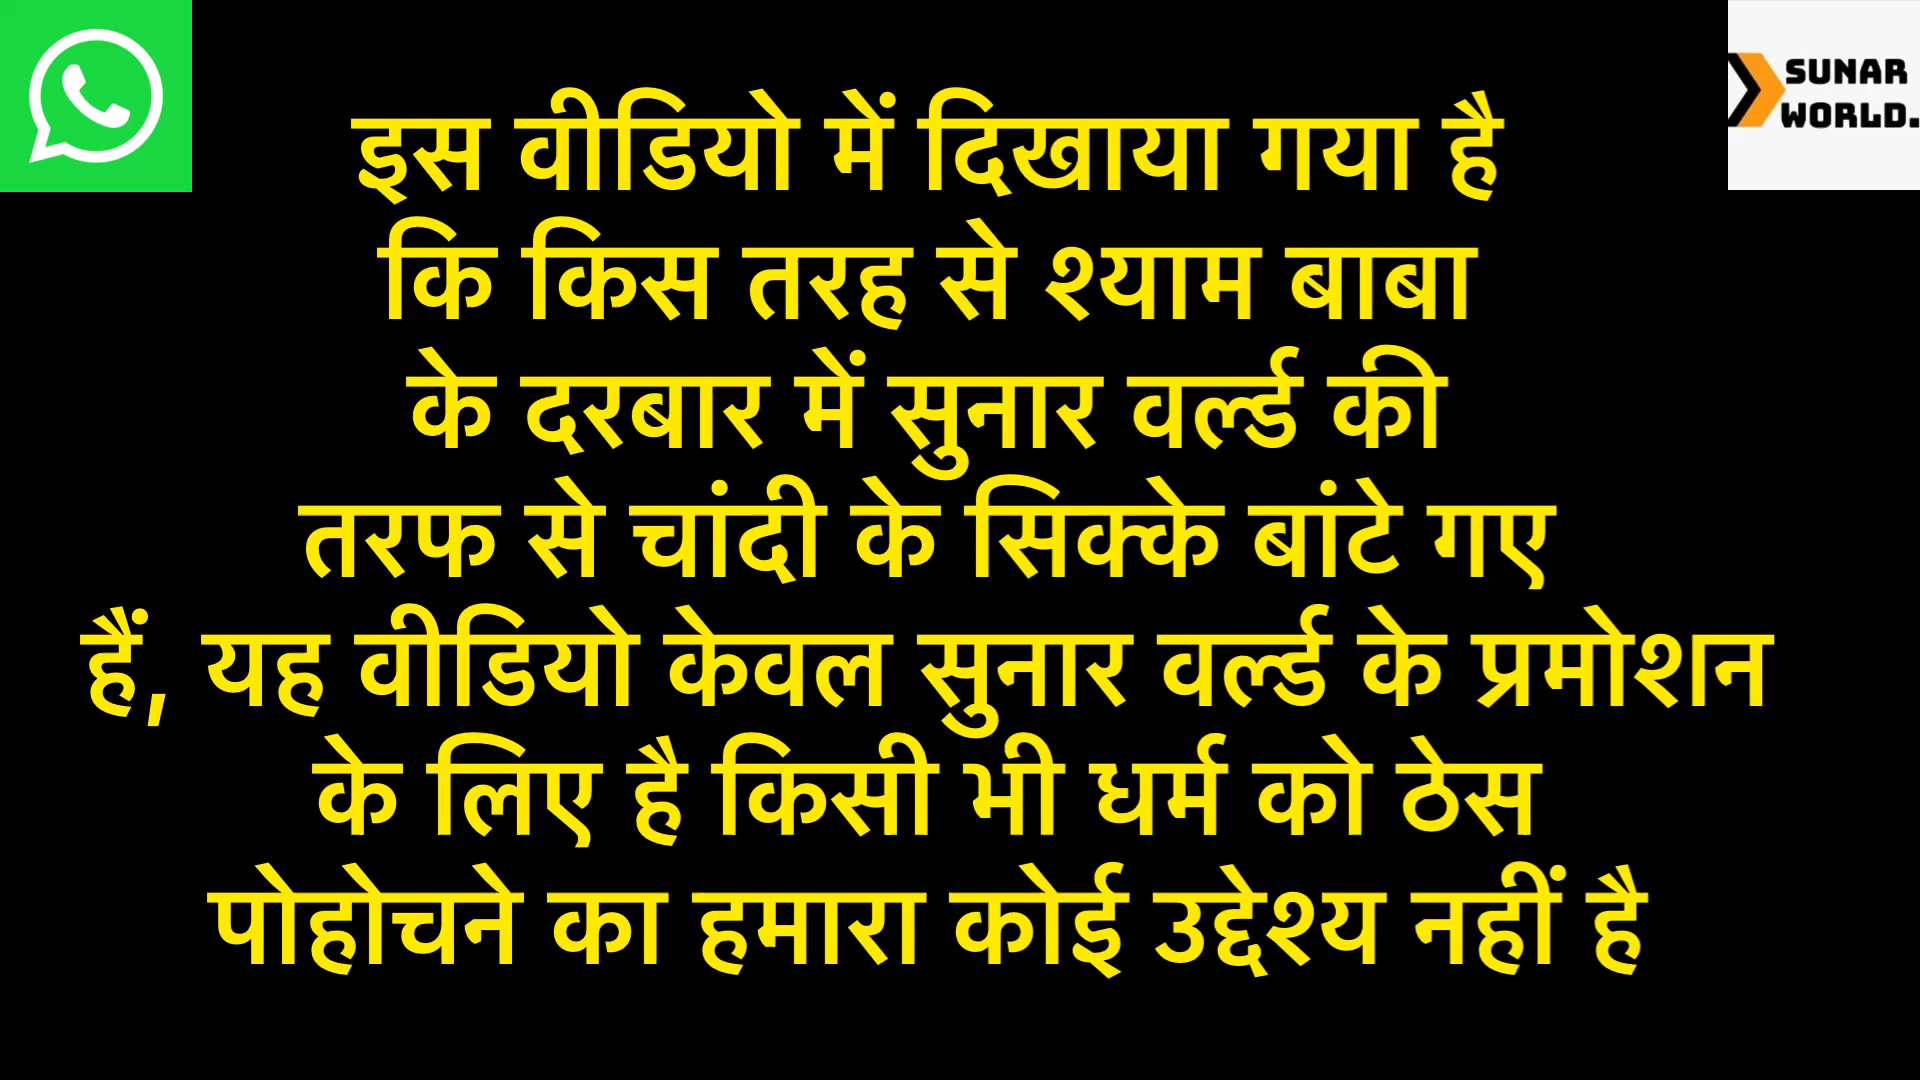 SUNAR
WORLD.
इस वीडियो में दिखाया गया है
कि किस तरह से श्याम बाबा
के दरबार में सुनार वर्ल्ड की
तरफ से चांदी के सिक्के बांटे गए
हैं, यह वीडियो केवल सुनार वर्ल्ड के प्रमोशन
के लिए है किसी भी धर्म को ठेस
पोहोचने का हमारा कोई उद्देश्य नहीं है